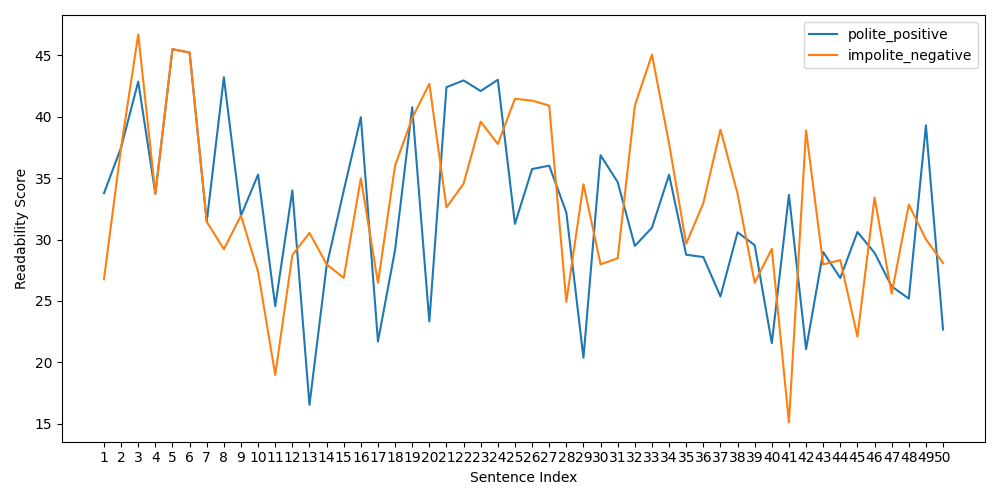 polite_positive
impolite_negative
Readability Score
45
40
35
30
25
20
15
1 2 3 4 5 6 7 8 9 10 11 12 13 14 15 16 17 18 19 20 21 22 23 24 25 26 27 28 29 30 31 32 33 34 35 36 37 38 39 40 41 42 43 44 45 46 47 48 49 50
Sentence Index